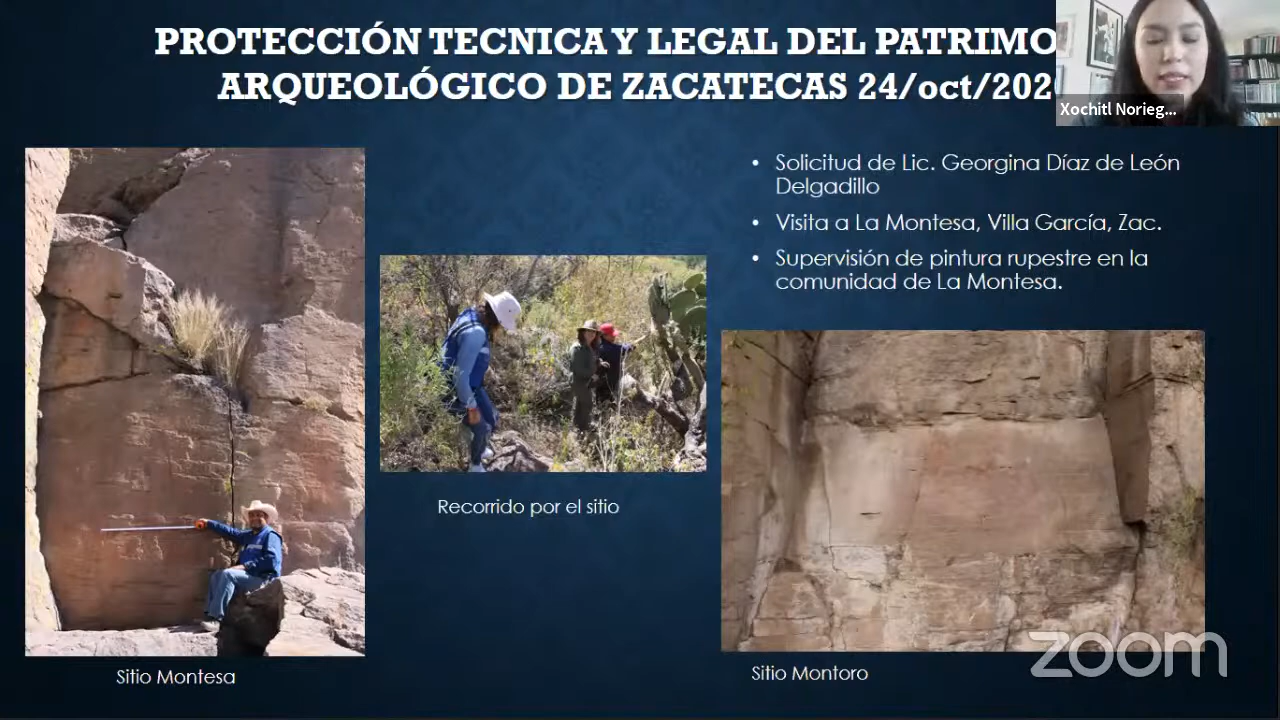 PROTECCIÓN TECNICA Y LEGAL DEL PATRIMO
ARQUEOLÓGICO DE ZACATECAS 24/oct/202
Xochitl Norieg...
• Solicitud de Lic. Georgina Díaz de León
Delgadillo
• Visita a La Montesa, Villa García, Zac.
• Supervisión de pintura rupestre en la
comunidad de La Montesa.
Recorrido por el sitio
Sitio Montesa
Sitio Montoro
zoom